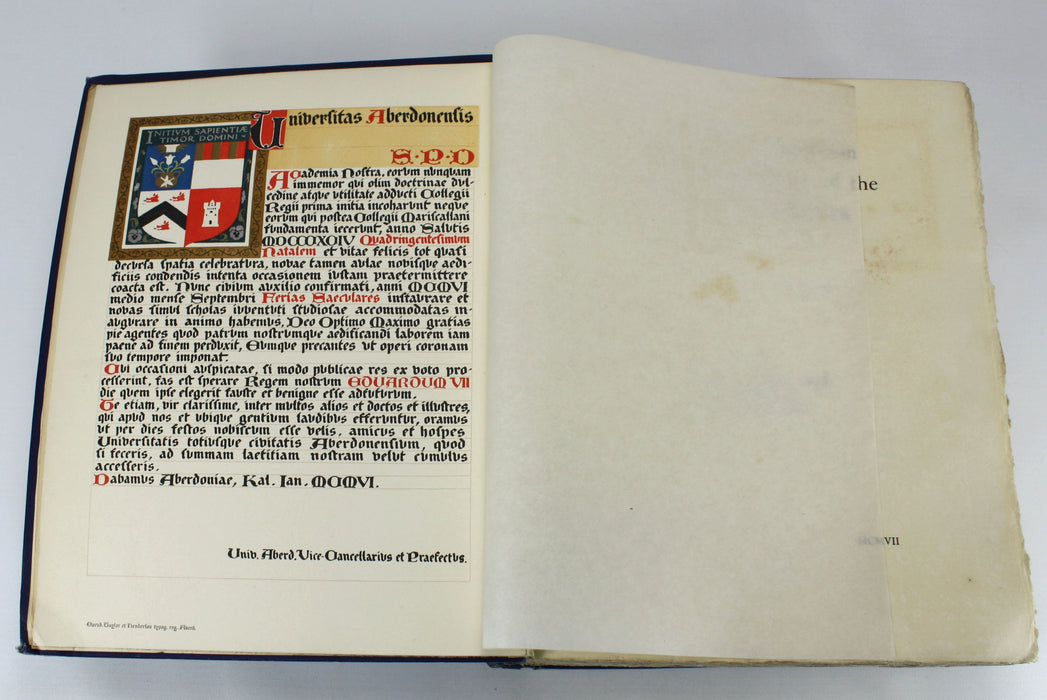 INITIVM SAPIENTIÆ
TIMOR DOMINI
Universitas Aberdonensis
S·P·D
Academia Nostra, eorum nunquam
immemor qui olim doctrinae dul-
cedine atque utilitate adducti Collegii
Regii prima initia incoharunt neque
eorum qui postea Collegii Mariscallani
fundamenta iecerunt, anno Salutis
MDCCCXCIV Quadringentesimum
Natalem et vitae felicis tot quasi
decursa spatia celebratura, novae tamen aulae nobisque aedi-
ficiis condendis intenta occasionem iustam praetermittere
coacta est. Nunc civium auxilio confirmati, anni MCMVI
medio mense Septembri Ferias Saeculares instaurare et
novas simul scholas iuventuti studiosae accommodatas in-
augurare in animo habemus, Deo Optimo Maximo gratias
pie agentes quod patrum nostrumque aedificandi laborem iam
paene ad finem perduxit, Eumque precantes ut operi coronam
suo tempore imponat.
Cui occasioni auspicatae, si modo publicae res ex voto pro-
cesserint, fas est sperare Regem nostrum EDUARDUM VII
die quem ipse elegerit fauste et benigne esse adfuturum.
Te etiam, vir clarissime, inter multos alios et doctos et illustres,
qui apud nos et ubique gentium laudibus efferuntur, oramus
ut per dies festos nobiscum esse velis, amicus et hospes
Universitatis totiusque civitatis Aberdonensium, quod
si feceris, ad summam laetitiam nostram velut cumulus
accesseris.
Dabamus Aberdoniae, Kal. Ian. MCMVI.
Univ. Aberd. Vice-Cancellarius et Praefectus.
the
MCMVII